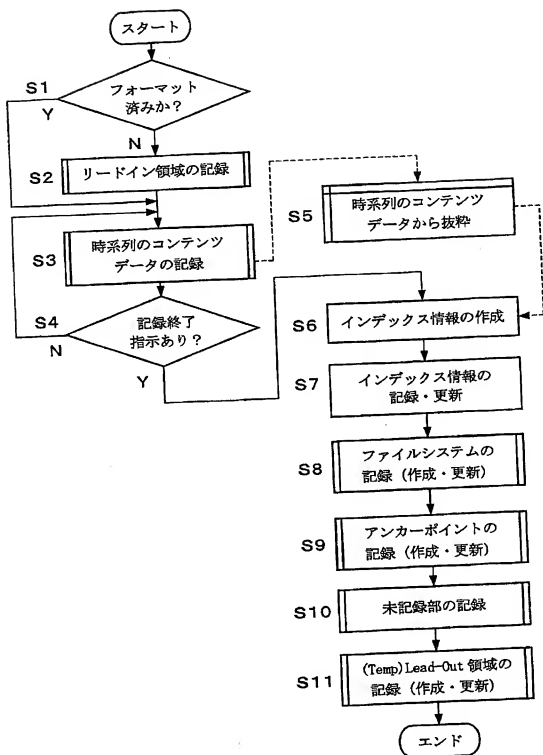 スタート
S1
フォーマット
済みか？
Y
N
S2
リードイン領域の記録
S3
時系列のコンテンツ
データの記録
S4
記録終了
指示あり？
N
Y
S5
時系列のコンテンツ
データから抜粋
S6
インデックス情報の作成
S7
インデックス情報の
記録・更新
S8
ファイルシステムの
記録（作成・更新）
S9
アンカーポイントの
記録（作成・更新）
S10
未記録部の記録
S11
(Temp)Lead-Out 領域の
記録（作成・更新）
エンド